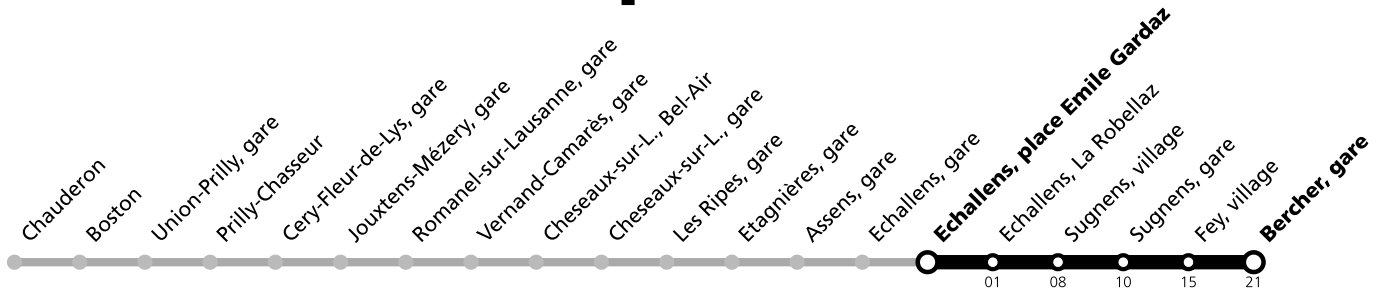 Chauderon
Boston
Union-Prilly, gare
Prilly-Chasseur
Cery-Fleur-de-Lys, gare
Jouxtens-Mézery, gare
Romanel-sur-Lausanne, gare
Vernand-Camarès, gare
Cheseaux-sur-L., Bel-Air
Cheseaux-sur-L., gare
Les Ripes, gare
Etagnières, gare
Assens, gare
Echallens, gare
Echallens, place Emile Gardaz
Echallens, La Robellaz
Sugnens, village
Sugnens, gare
Fey, village
Bercher, gare
01 08 10 15 21